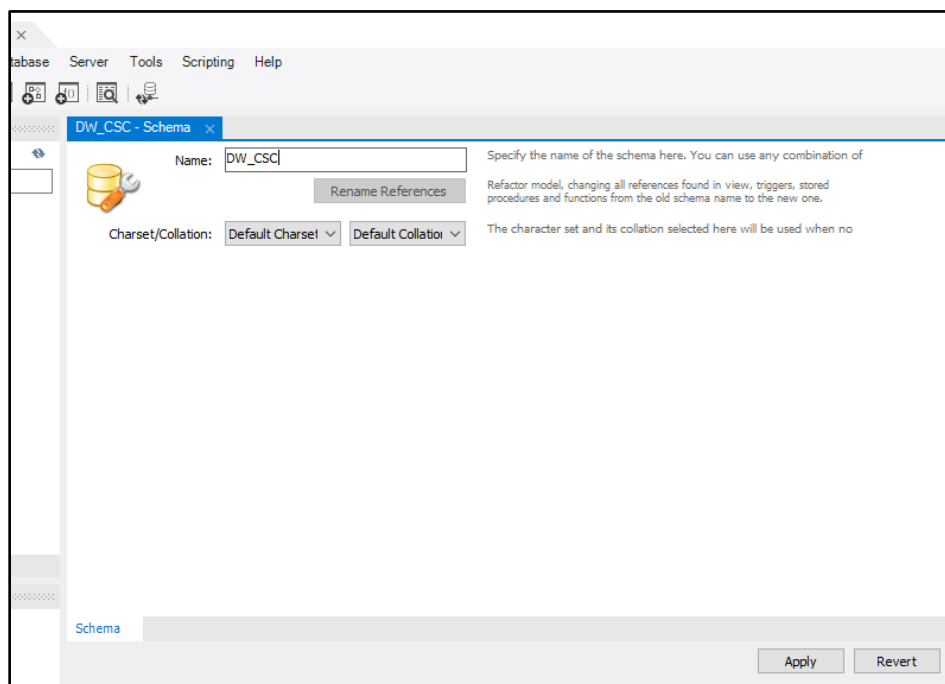 tabase Server Tools Scripting Help
DW_CSC - Schema
Name: DW_CSC
Specify the name of the schema here. You can use any combination of
Rename References
Refactor model, changing all references found in view, triggers, stored
procedures and functions from the old schema name to the new one.
Charset/Collation: Default Charset Default Collation
The character set and its collation selected here will be used when no
Schema
Apply Revert